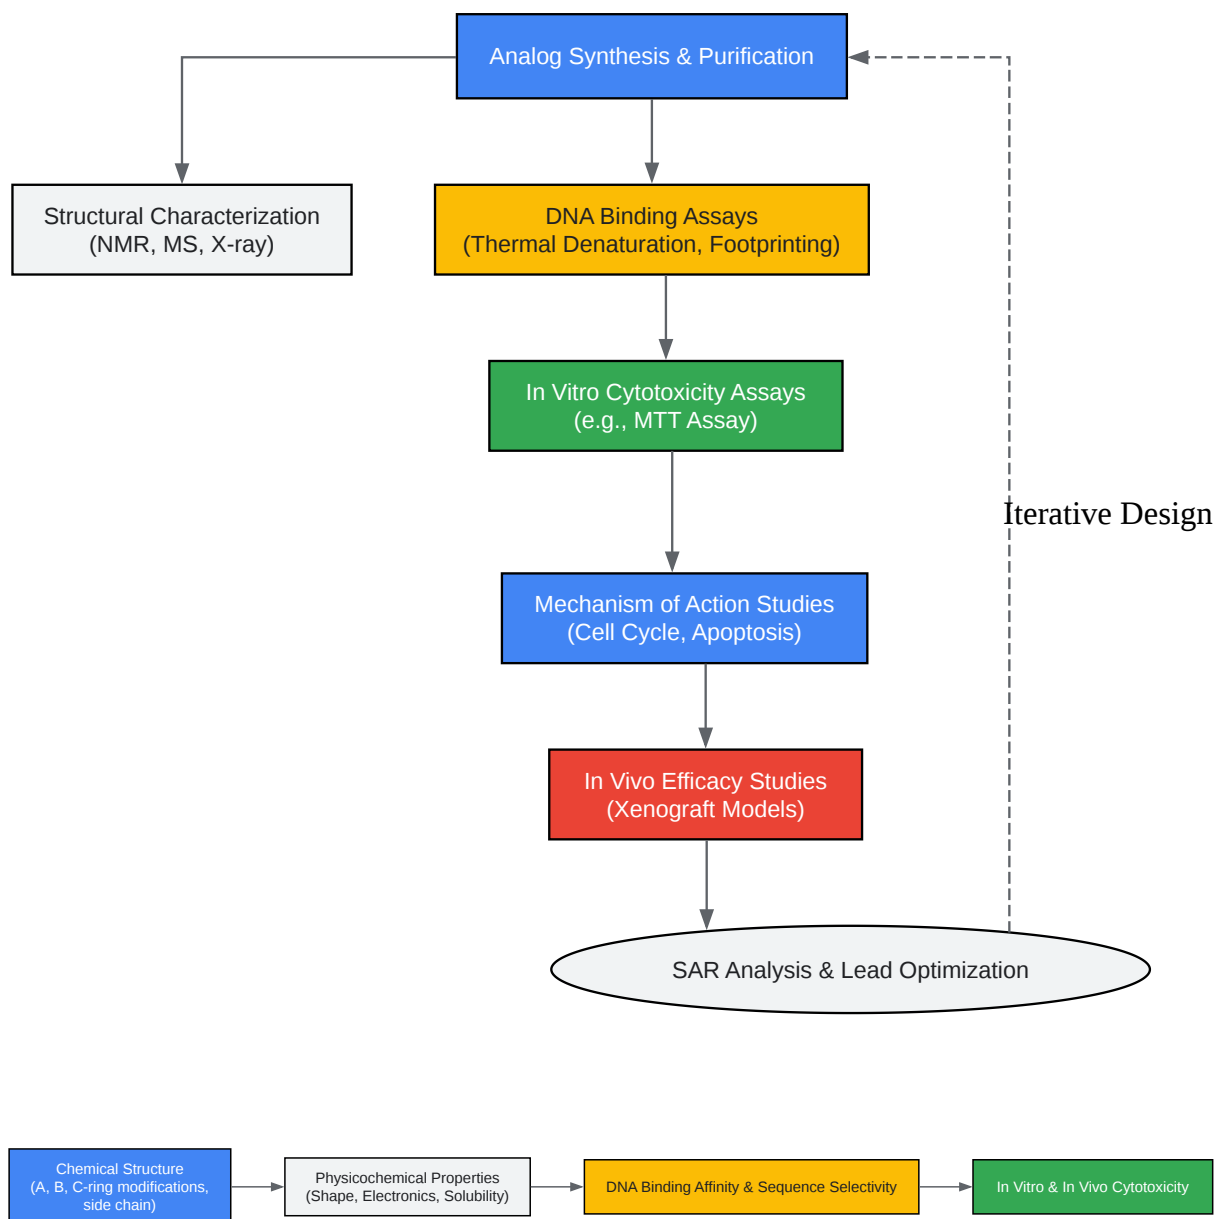 Analog Synthesis & Purification
Structural Characterization
(NMR, MS, X-ray)
DNA Binding Assays
(Thermal Denaturation, Footprinting)
In Vitro Cytotoxicity Assays
(e.g., MTT Assay)
Iterative Design
Mechanism of Action Studies
(Cell Cycle, Apoptosis)
In Vivo Efficacy Studies
(Xenograft Models)
SAR Analysis & Lead Optimization
Chemical Structure
(A, B, C-ring modifications,
side chain)
Physicochemical Properties
(Shape, Electronics, Solubility)
DNA Binding Affinity & Sequence Selectivity
In Vitro & In Vivo Cytotoxicity